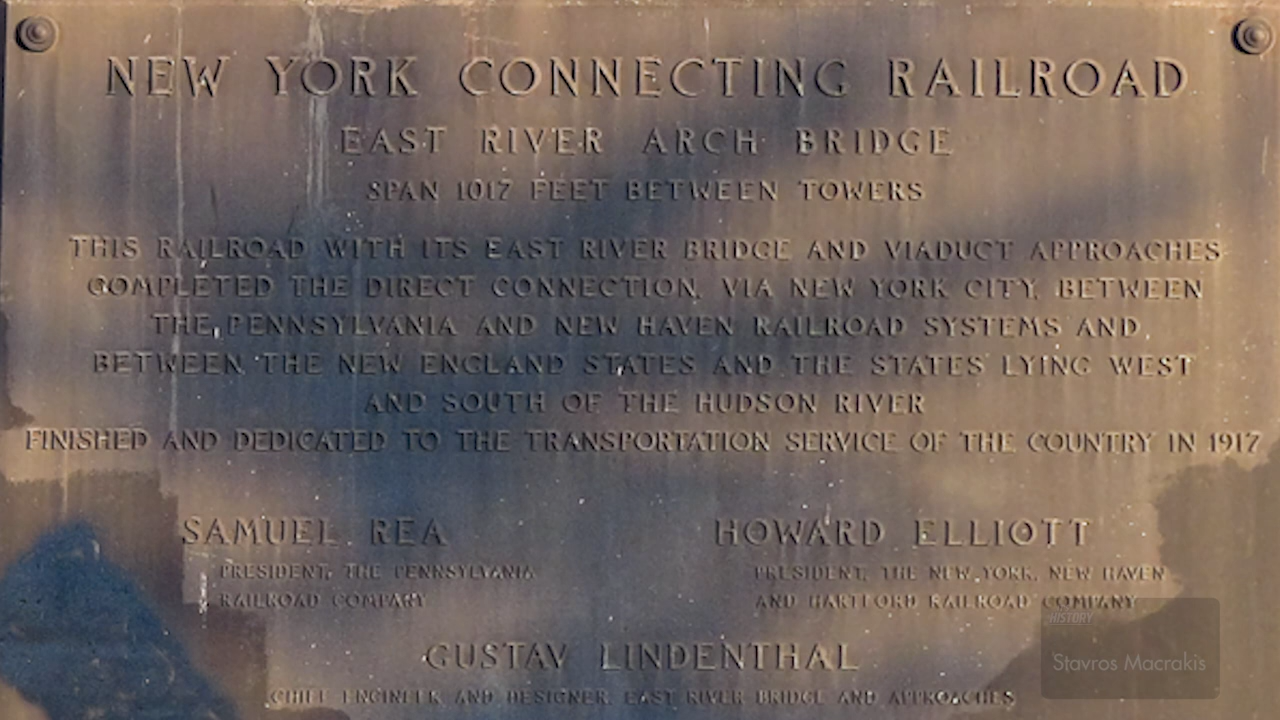 NEW YORK CONNECTING RAILROAD
EAST RIVER ARCH BRIDGE
SPAN 1017 FEET BETWEEN TOWERS
THIS RAILROAD WITH ITS EAST RIVER BRIDGE AND VIADUCT APPROACHES
COMPLETED THE DIRECT CONNECTION, VIA NEW YORK CITY, BETWEEN
THE PENNSYLVANIA AND NEW HAVEN RAILROAD SYSTEMS AND,
BETWEEN THE NEW ENGLAND STATES AND THE STATES LYING WEST
AND SOUTH OF THE HUDSON RIVER
FINISHED AND DEDICATED TO THE TRANSPORTATION SERVICE OF THE COUNTRY IN 1917
SAMUEL REA
PRESIDENT, THE PENNSYLVANIA
RAILROAD COMPANY
HOWARD ELLIOTT
PRESIDENT, THE NEW YORK, NEW HAVEN
AND HARTFORD RAILROAD COMPANY
GUSTAV LINDENTHAL
CHIEF ENGINEER AND DESIGNER, EAST RIVER BRIDGE AND APPROACHES
HISTORY
Stavros Macrakis